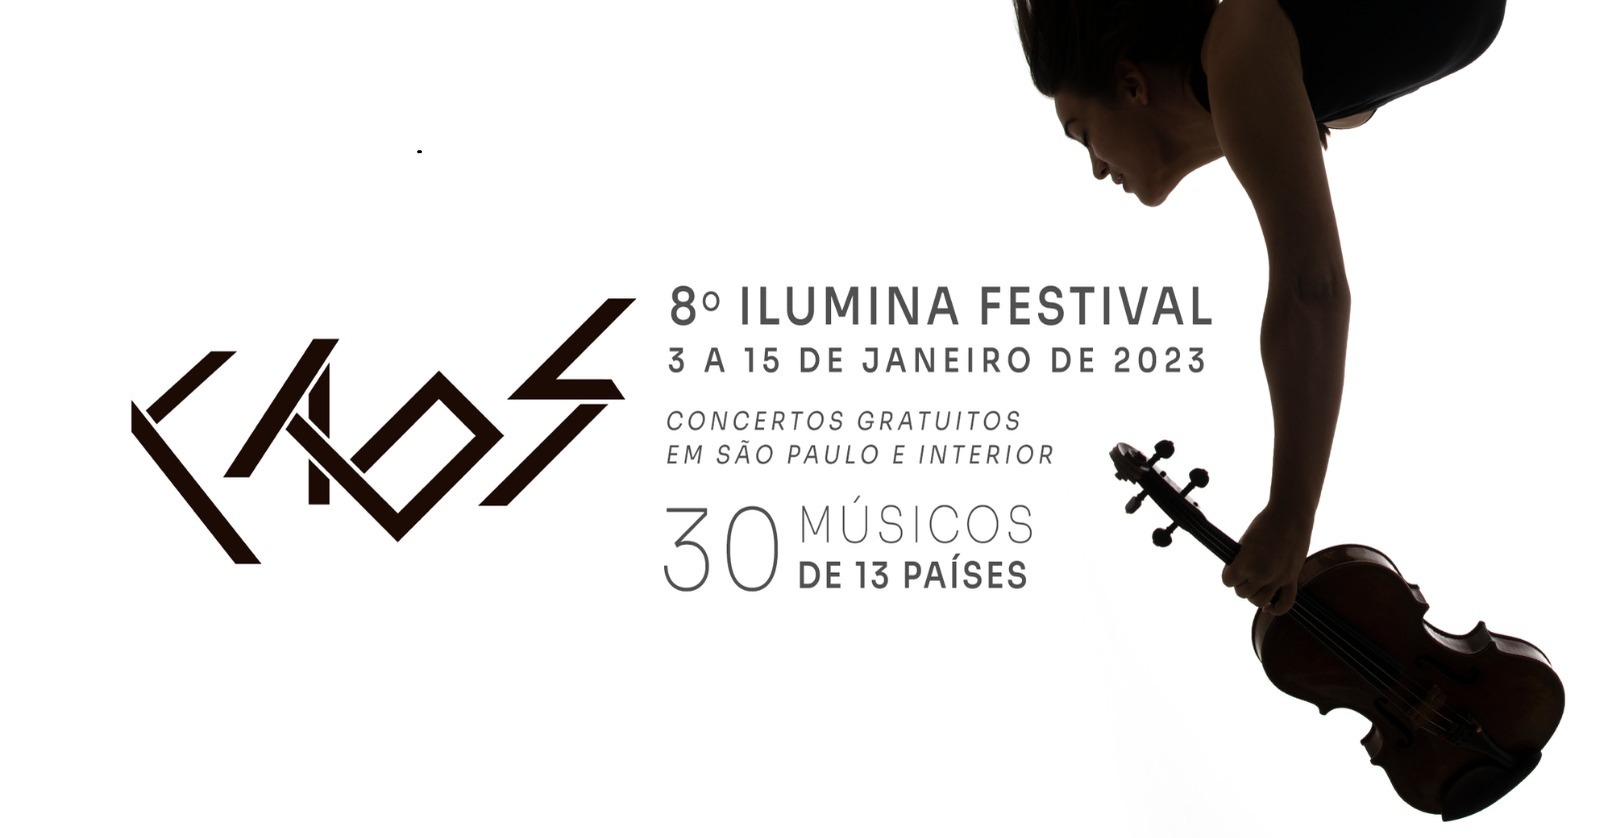 CAOS
8º ILUMINA FESTIVAL
3 A 15 DE JANEIRO DE 2023
CONCERTOS GRATUITOS
EM SÃO PAULO E INTERIOR
30 MÚSICOS
DE 13 PAÍSES